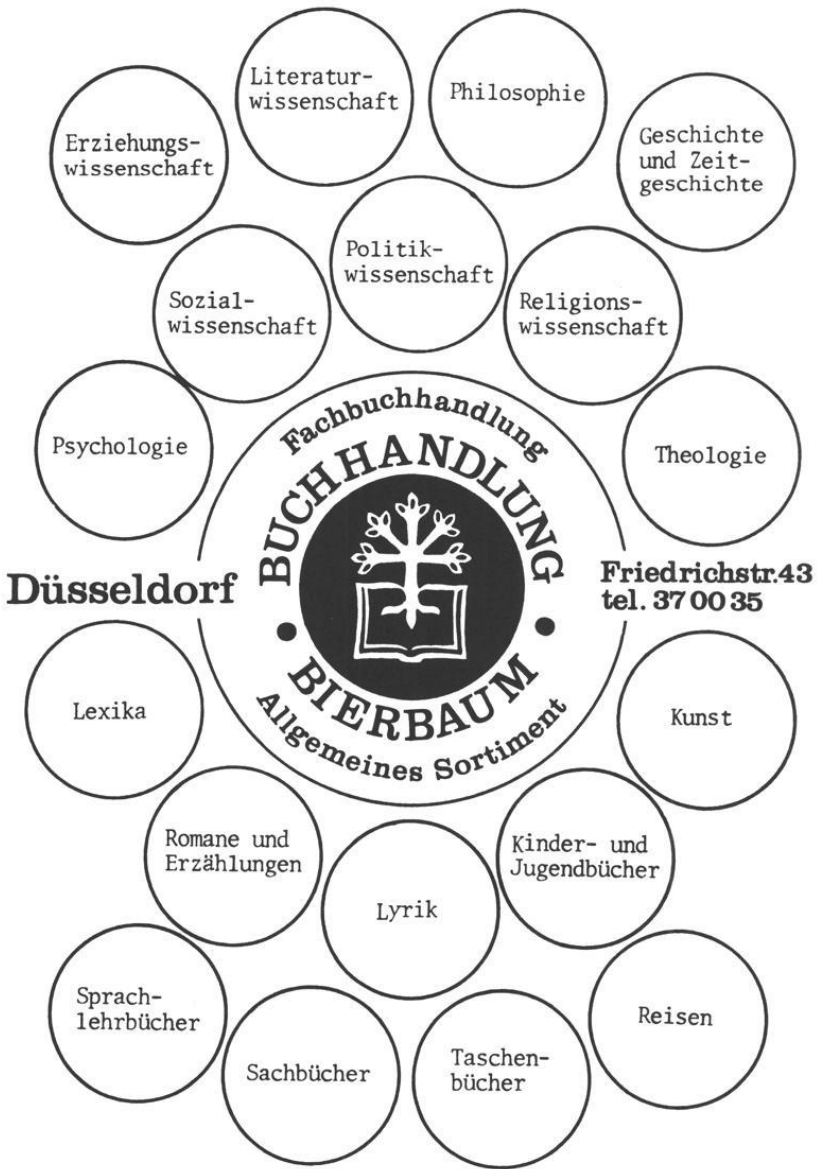 Literatur-
wissenschaft
Philosophie
Erziehungs-
wissenschaft
Geschichte
und Zeit-
geschichte
Politik-
wissenschaft
Sozial-
wissenschaft
Religions-
wissenschaft
Psychologie
Theologie
Fachbuchhandlung
BUCHHANDLUNG
• BIERBAUM •
Allgemeines Sortiment
Düsseldorf
Friedrichstr.43
tel. 37 00 35
Lexika
Kunst
Romane und
Erzählungen
Kinder- und
Jugendbücher
Lyrik
Sprach-
lehrbücher
Reisen
Sachbücher
Taschen-
bücher